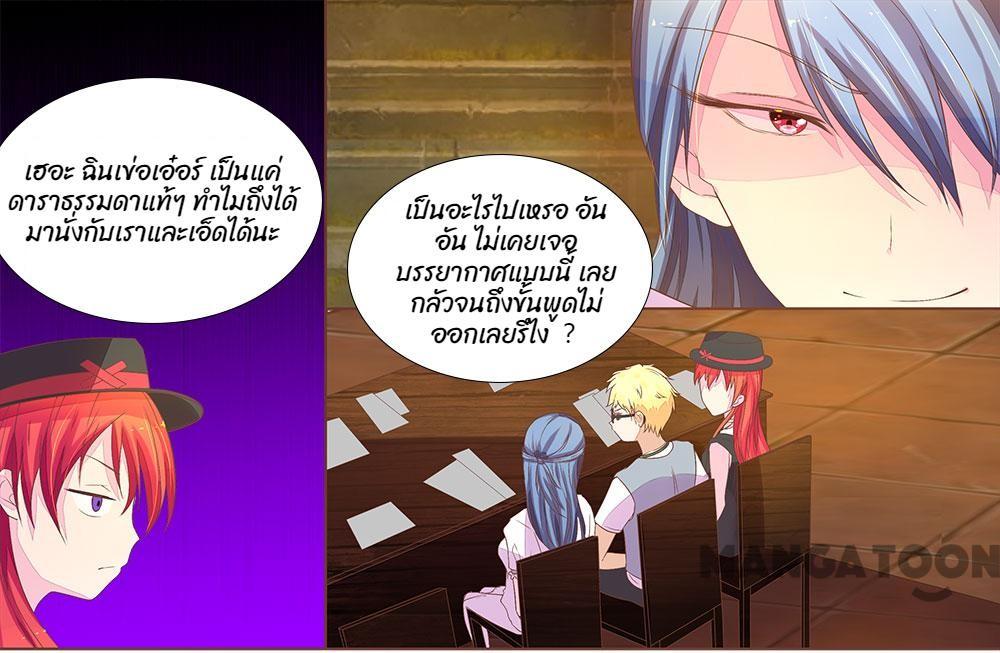 เฮอะ ฉินเข่อเอ๋อร์ เป็นแค่
ดาราธรรมดาแท้ๆ ทำไมถึงได้
มานั่งกับเราและเอ็ดได้นะ
เป็นอะไรไปเหรอ อัน
อัน ไม่เคยเจอ
บรรยากาศแบบนี้ เลย
กลัวจนถึงขั้นพูดไม่
ออกเลยรึไง ?
MANGATOON